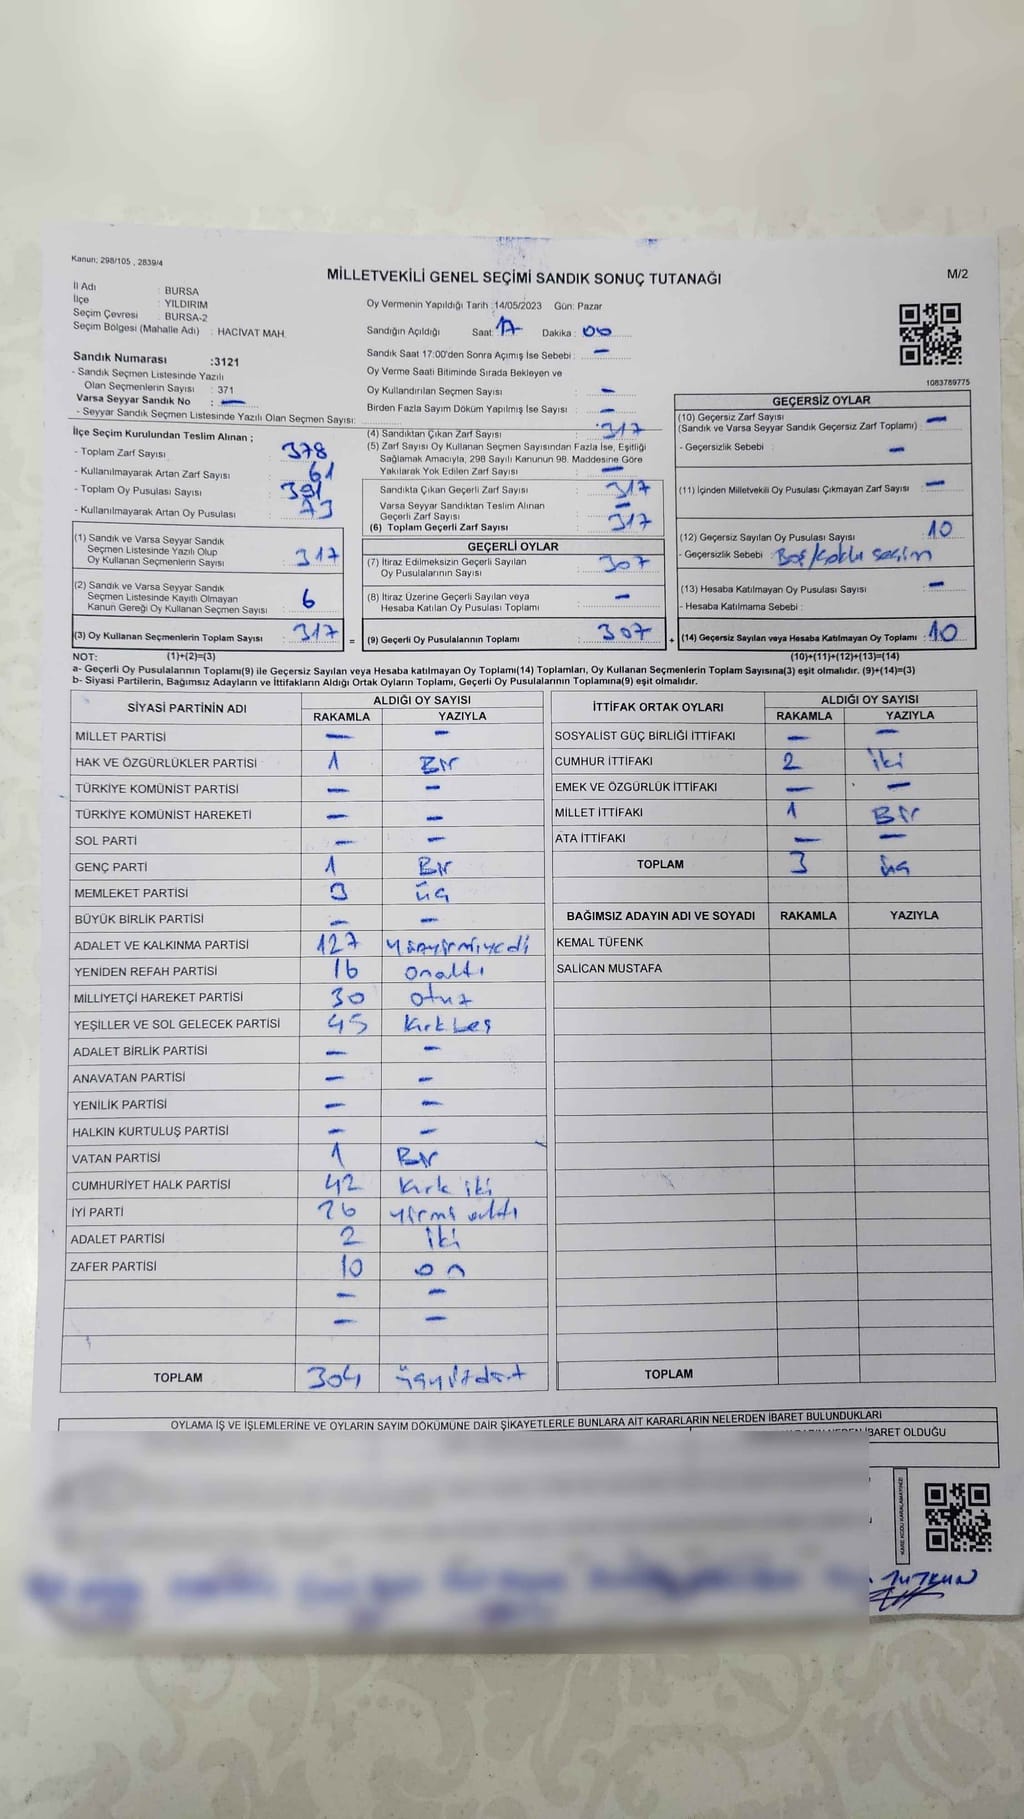 Kanun: 298/105 , 2839/4
MİLLETVEKİLİ GENEL SEÇİMİ SANDIK SONUÇ TUTANAĞI
M/2
İl Adı : BURSA
İlçe : YILDIRIM
Seçim Çevresi : BURSA-2
Seçim Bölgesi (Mahalle Adı) : HACİVAT MAH.
Sandık Numarası :3121
- Sandık Seçmen Listesinde Yazılı
Olan Seçmenlerin Sayısı : 371
Varsa Seyyar Sandık No : —
- Seyyar Sandık Seçmen Listesinde Yazılı Olan Seçmen Sayısı:
Oy Vermenin Yapıldığı Tarih :14/05/2023 Gün: Pazar
Sandığın Açıldığı Saat: 17 Dakika : 00
Sandık Saat 17:00'den Sonra Açımış İse Sebebi : —
Oy Verme Saati Bitiminde Sırada Bekleyen ve
Oy Kullandırılan Seçmen Sayısı : —
Birden Fazla Sayım Döküm Yapılmış İse Sayısı : —
1083789775
İlçe Seçim Kurulundan Teslim Alınan ;
- Toplam Zarf Sayısı : 378
- Kullanılmayarak Artan Zarf Sayısı : 61
- Toplam Oy Pusulası Sayısı : 391
- Kullanılmayarak Artan Oy Pusulası : 73
(1) Sandık ve Varsa Seyyar Sandık
Seçmen Listesinde Yazılı Olup
Oy Kullanan Seçmenlerin Sayısı : 317
(2) Sandık ve Varsa Seyyar Sandık
Seçmen Listesinde Kayıtlı Olmayan
Kanun Gereği Oy Kullanan Seçmen Sayısı : 6
(3) Oy Kullanan Seçmenlerin Toplam Sayısı : 317 =
(4) Sandıktan Çıkan Zarf Sayısı : 317
(5) Zarf Sayısı Oy Kullanan Seçmen Sayısından Fazla İse, Eşitliği
Sağlamak Amacıyla, 298 Sayılı Kanunun 98. Maddesine Göre
Yakılarak Yok Edilen Zarf Sayısı : —
Sandıkta Çıkan Geçerli Zarf Sayısı : 317
Varsa Seyyar Sandıktan Teslim Alınan
Geçerli Zarf Sayısı : —
(6) Toplam Geçerli Zarf Sayısı : 317
GEÇERLİ OYLAR
(7) İtiraz Edilmeksizin Geçerli Sayılan
Oy Pusulalarının Sayısı : 307
(8) İtiraz Üzerine Geçerli Sayılan veya
Hesaba Katılan Oy Pusulası Toplamı : —
(9) Geçerli Oy Pusulalarının Toplamı : 307 +
GEÇERSİZ OYLAR
(10) Geçersiz Zarf Sayısı
(Sandık ve Varsa Seyyar Sandık Geçersiz Zarf Toplamı) : —
- Geçersizlik Sebebi : —
(11) İçinden Milletvekili Oy Pusulası Çıkmayan Zarf Sayısı : —
(12) Geçersiz Sayılan Oy Pusulası Sayısı : 10
- Geçersizlik Sebebi : Boş/ seçim
(13) Hesaba Katılmayan Oy Pusulası Sayısı : —
- Hesaba Katılmama Sebebi :
(14) Geçersiz Sayılan veya Hesaba Katılmayan Oy Toplamı : 10
NOT: (1)+(2)=(3) (10)+(11)+(12)+(13)=(14)
a- Geçerli Oy Pusulalarının Toplamı(9) ile Geçersiz Sayılan veya Hesaba katılmayan Oy Toplamı(14) Toplamları, Oy Kullanan Seçmenlerin Toplam Sayısına(3) eşit olmalıdır. (9)+(14)=(3)
b- Siyasi Partilerin, Bağımsız Adayların ve İttifakların Aldığı Ortak Oyların Toplamı, Geçerli Oy Pusulalarının Toplamına(9) eşit olmalıdır.
SİYASİ PARTİNİN ADI ALDIĞI OY SAYISI
RAKAMLA YAZIYLA
MİLLET PARTİSİ — —
HAK VE ÖZGÜRLÜKLER PARTİSİ 1 Bir
TÜRKİYE KOMÜNİST PARTİSİ — —
TÜRKİYE KOMÜNİST HAREKETİ — —
SOL PARTİ — —
GENÇ PARTİ 1 Bir
MEMLEKET PARTİSİ 3 üç
BÜYÜK BİRLİK PARTİSİ — —
ADALET VE KALKINMA PARTİSİ 127 yüzyirmiyedi
YENİDEN REFAH PARTİSİ 16 onaltı
MİLLİYETÇİ HAREKET PARTİSİ 30 otuz
YEŞİLLER VE SOL GELECEK PARTİSİ 45 kırkbeş
ADALET BİRLİK PARTİSİ — —
ANAVATAN PARTİSİ — —
YENİLİK PARTİSİ — —
HALKIN KURTULUŞ PARTİSİ — —
VATAN PARTİSİ 1 Bir
CUMHURİYET HALK PARTİSİ 42 kırk iki
İYİ PARTİ 26 yirmi altı
ADALET PARTİSİ 2 iki
ZAFER PARTİSİ 10 on
— —
— —
TOPLAM 304 üçyüzdört
İTTİFAK ORTAK OYLARI ALDIĞI OY SAYISI
RAKAMLA YAZIYLA
SOSYALİST GÜÇ BİRLİĞİ İTTİFAKI — —
CUMHUR İTTİFAKI 2 iki
EMEK VE ÖZGÜRLÜK İTTİFAKI — —
MİLLET İTTİFAKI 1 Bir
ATA İTTİFAKI — —
TOPLAM 3 üç
BAĞIMSIZ ADAYIN ADI VE SOYADI RAKAMLA YAZIYLA
KEMAL TÜFENK
SALİCAN MUSTAFA
TOPLAM
OYLAMA İŞ VE İŞLEMLERİNE VE OYLARIN SAYIM DÖKÜMÜNE DAİR ŞİKAYETLERLE BUNLARA AİT KARARLARIN NELERDEN İBARET BULUNDUKLARI
İBARET OLDUĞU
KARE KODU KARALAMAYINIZ!